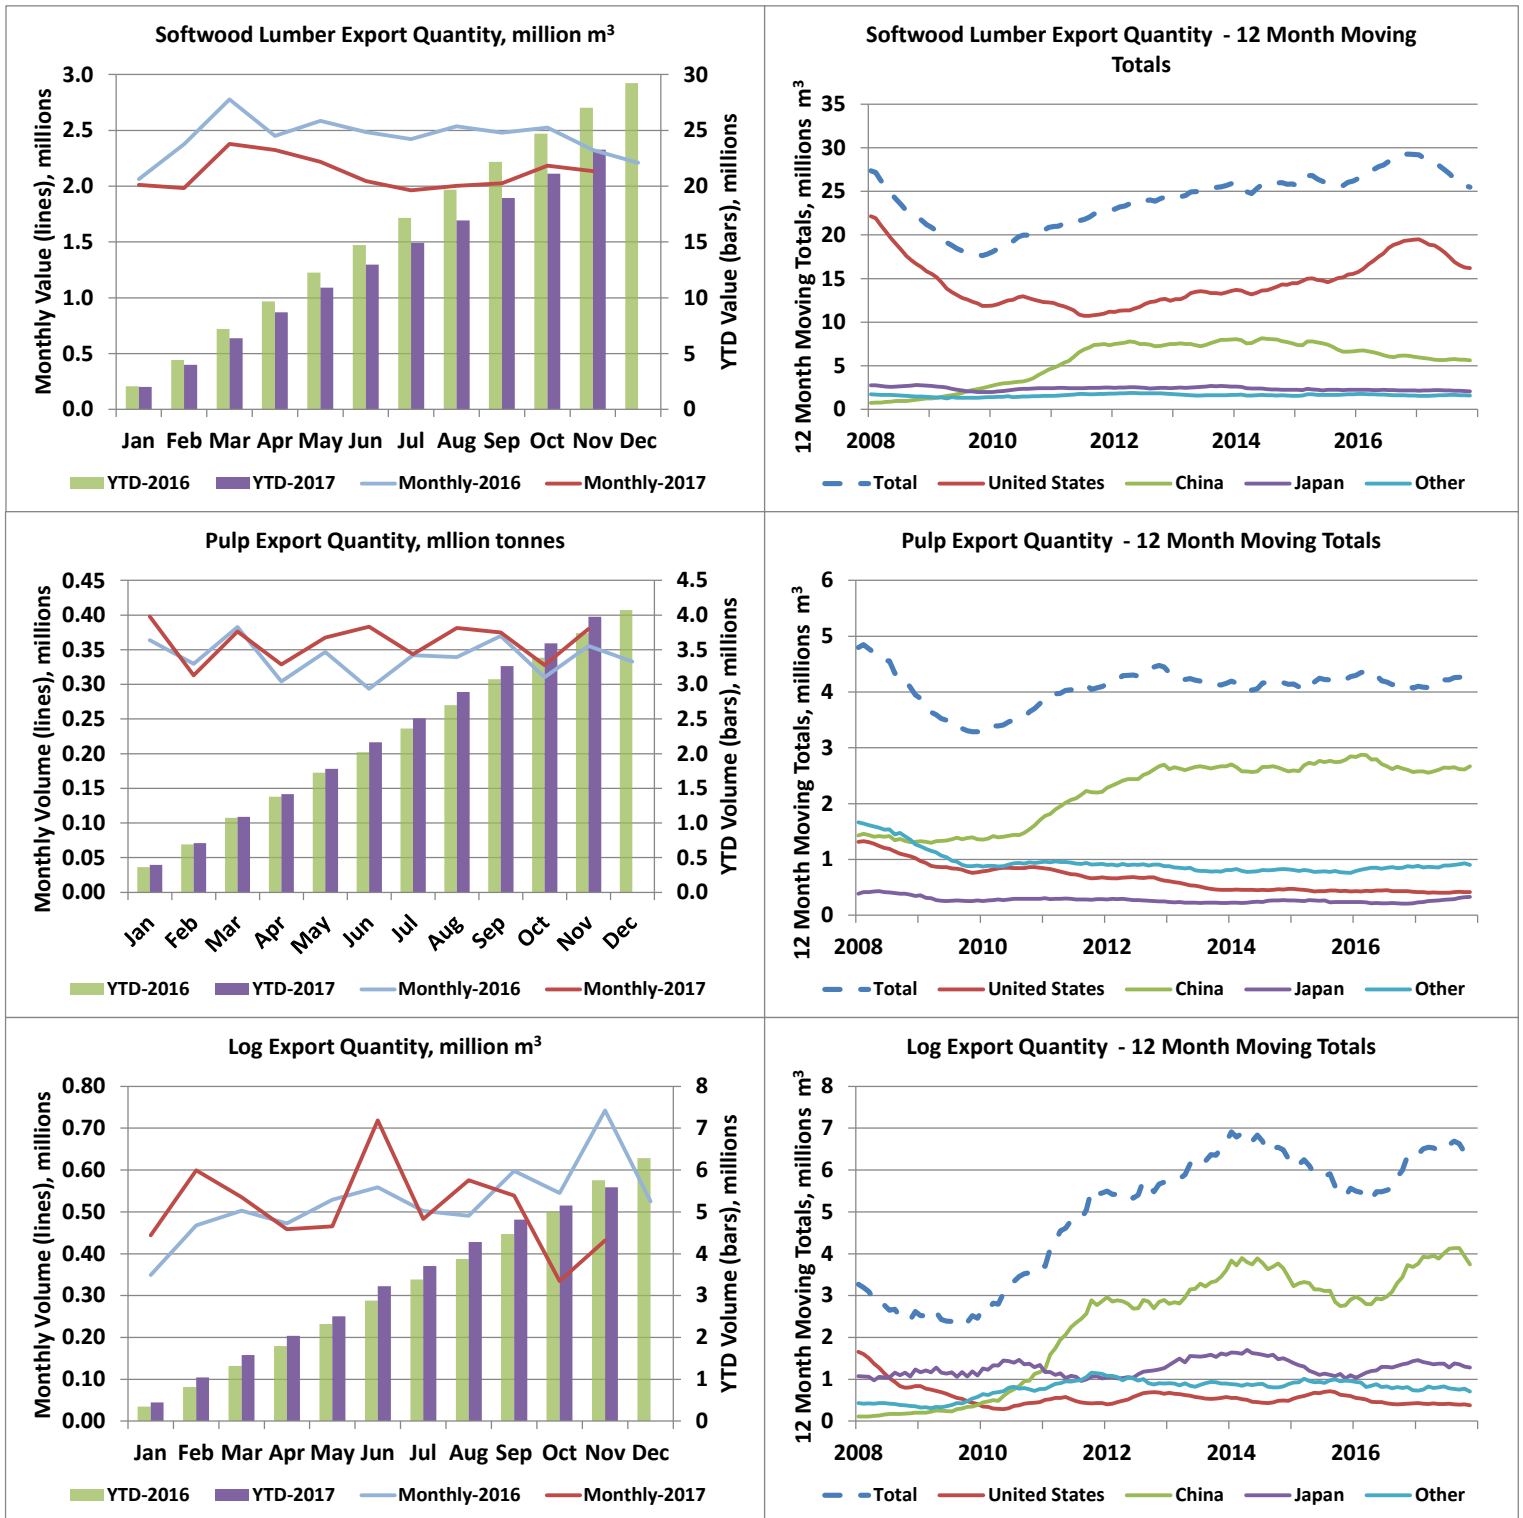 Softwood Lumber Export Quantity, million m³
Monthly Value (lines), millions
3.0
2.5
2.0
1.5
1.0
0.5
0.0
30
25
20
15
10
5
0
YTD Value (bars), millions
Jan Feb Mar Apr May Jun Jul Aug Sep Oct Nov Dec
YTD-2016 YTD-2017 Monthly-2016 Monthly-2017
Softwood Lumber Export Quantity - 12 Month Moving
Totals
12 Month Moving Totals, millions m³
35
30
25
20
15
10
5
0
2008 2010 2012 2014 2016
Total United States China Japan Other
Pulp Export Quantity, mllion tonnes
Monthly Volume (lines), millions
0.45
0.40
0.35
0.30
0.25
0.20
0.15
0.10
0.05
0.00
4.5
4.0
3.5
3.0
2.5
2.0
1.5
1.0
0.5
0.0
YTD Volume (bars), millions
Jan Feb Mar Apr May Jun Jul Aug Sep Oct Nov Dec
YTD-2016 YTD-2017 Monthly-2016 Monthly-2017
Pulp Export Quantity - 12 Month Moving Totals
12 Month Moving Totals, millions m³
6
5
4
3
2
1
0
2008 2010 2012 2014 2016
Total United States China Japan Other
Log Export Quantity, million m³
Monthly Volume (lines), millions
0.80
0.70
0.60
0.50
0.40
0.30
0.20
0.10
0.00
8
7
6
5
4
3
2
1
0
YTD Volume (bars), millions
Jan Feb Mar Apr May Jun Jul Aug Sep Oct Nov Dec
YTD-2016 YTD-2017 Monthly-2016 Monthly-2017
Log Export Quantity - 12 Month Moving Totals
12 Month Moving Totals, millions m³
8
7
6
5
4
3
2
1
0
2008 2010 2012 2014 2016
Total United States China Japan Other